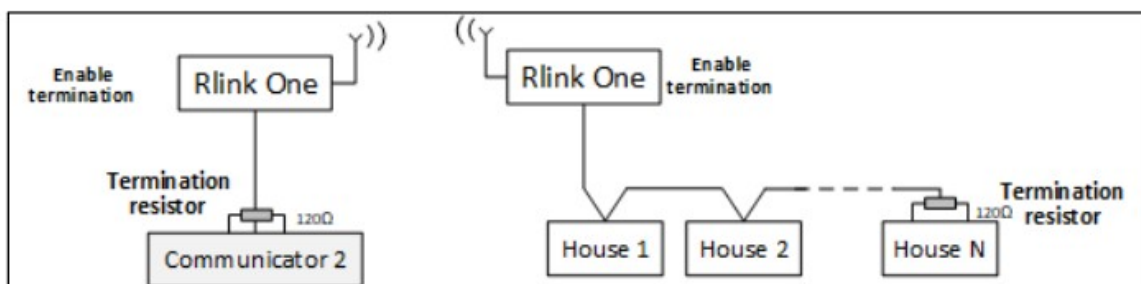 Enable
termination
Rlink One
Rlink One
Enable
termination
Termination
resistor
120Ω
Communicator 2
House 1
House 2
House N
120Ω
Termination
resistor